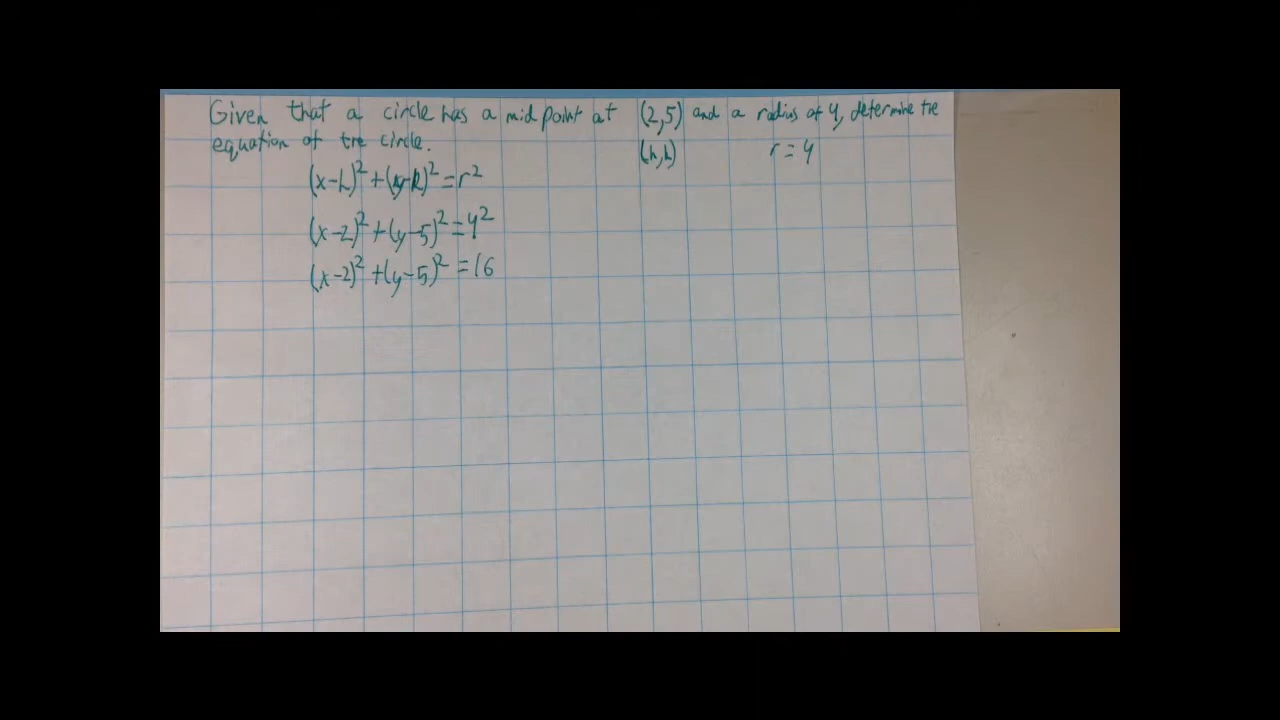 Given that a circle has a mid point at (2,5) and a radius of 4, determine the
equation of the circle. (h,k) r = 4
(x-h)² + (y-k)² = r²
(x-2)² + (y-5)² = 4²
(x-2)² + (y-5)² = 16